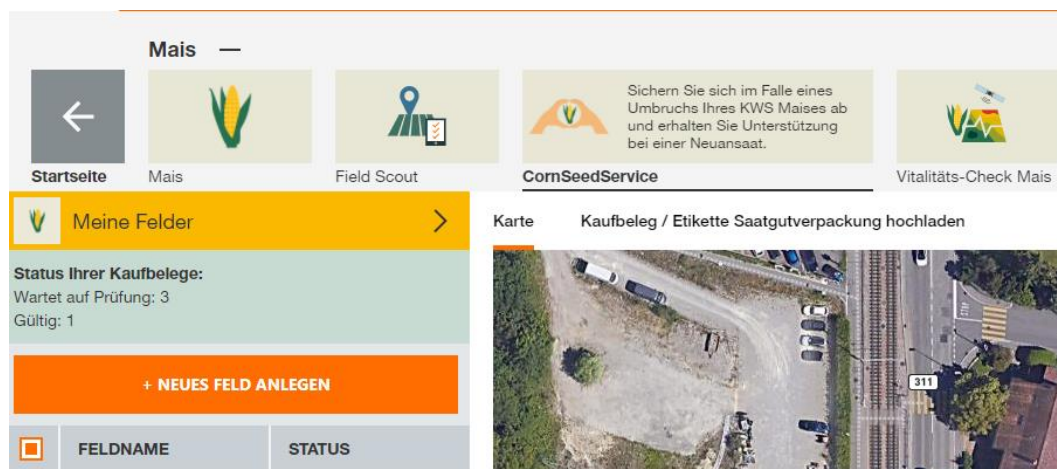 Mais —
Sichern Sie sich im Falle eines
Umbruchs Ihres KWS Maises ab
und erhalten Sie Unterstützung
bei einer Neuansaat.
Startseite
Mais
Field Scout
CornSeedService
Vitalitäts-Check Mais
Meine Felder
Karte
Kaufbeleg / Etikette Saatgutverpackung hochladen
Status Ihrer Kaufbelege:
Wartet auf Prüfung: 3
Gültig: 1
+ NEUES FELD ANLEGEN
FELDNAME
STATUS
311